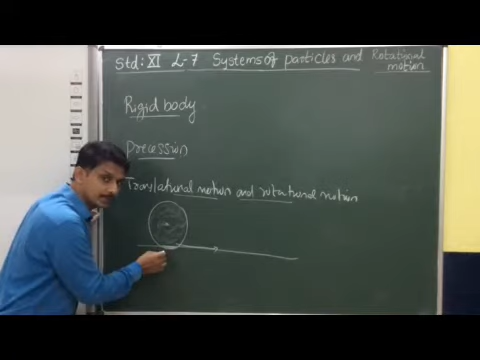 Std: XI L-7 Systems of particles and Rotational motion
Rigid body
Precession
Translational motion and rotational motion